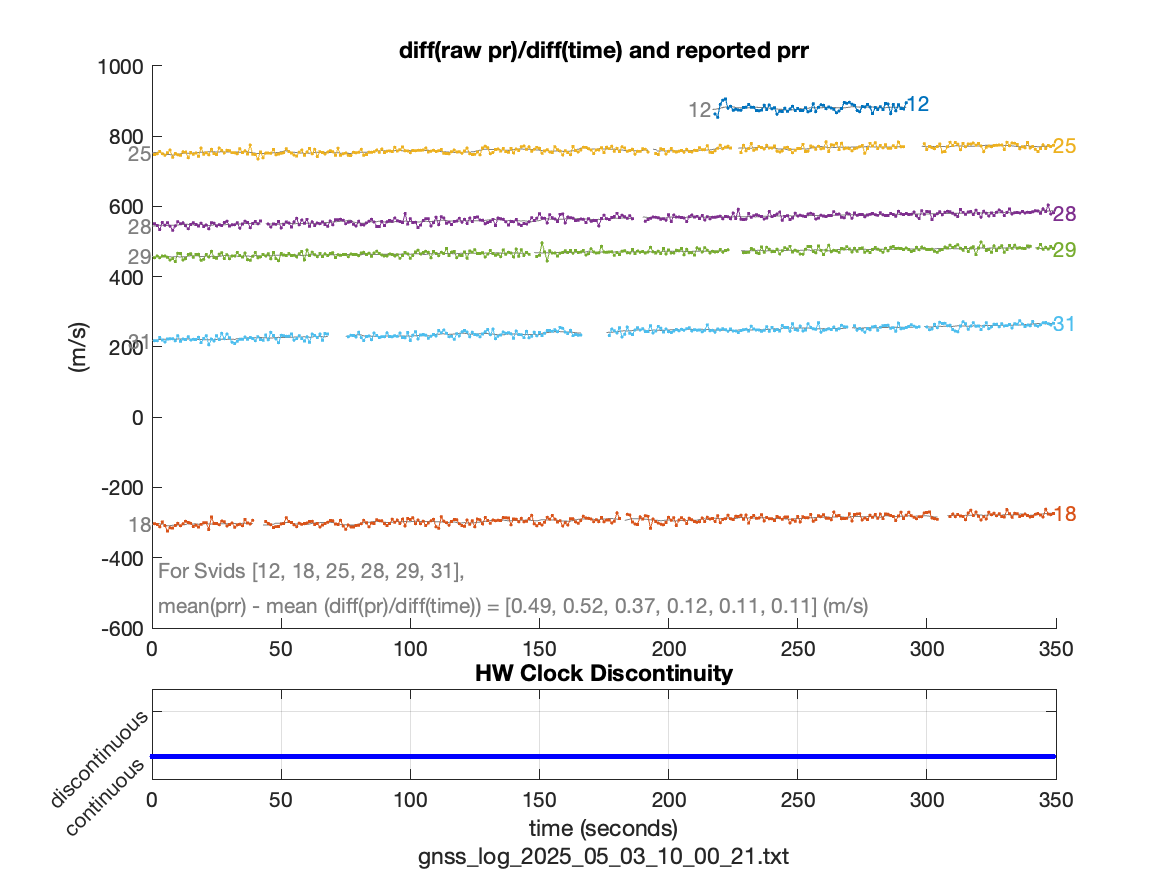 diff(raw pr)/diff(time) and reported prr
1000
800
600
400
200
0
-200
-400
-600
(m/s)
12
12
25
25
28
28
29
29
31
31
18
18
For Svids [12, 18, 25, 28, 29, 31],
mean(prr) - mean (diff(pr)/diff(time)) = [0.49, 0.52, 0.37, 0.12, 0.11, 0.11] (m/s)
0 50 100 150 200 250 300 350
HW Clock Discontinuity
discontinuous
continuous
0 50 100 150 200 250 300 350
time (seconds)
gnss_log_2025_05_03_10_00_21.txt